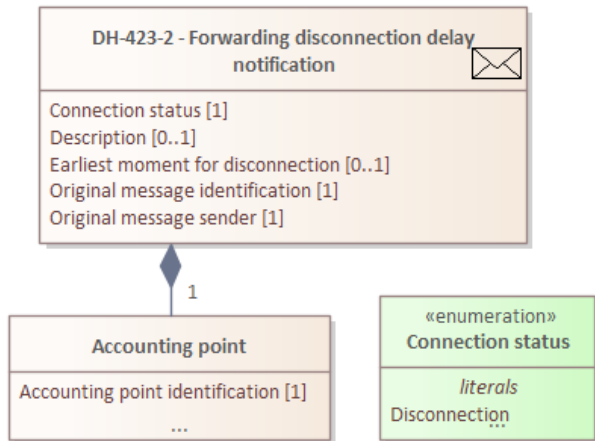 DH-423-2 - Forwarding disconnection delay
notification
Connection status [1]
Description [0..1]
Earliest moment for disconnection [0..1]
Original message identification [1]
Original message sender [1]
1
Accounting point
Accounting point identification [1]
...
«enumeration»
Connection status
literals
Disconnection
...